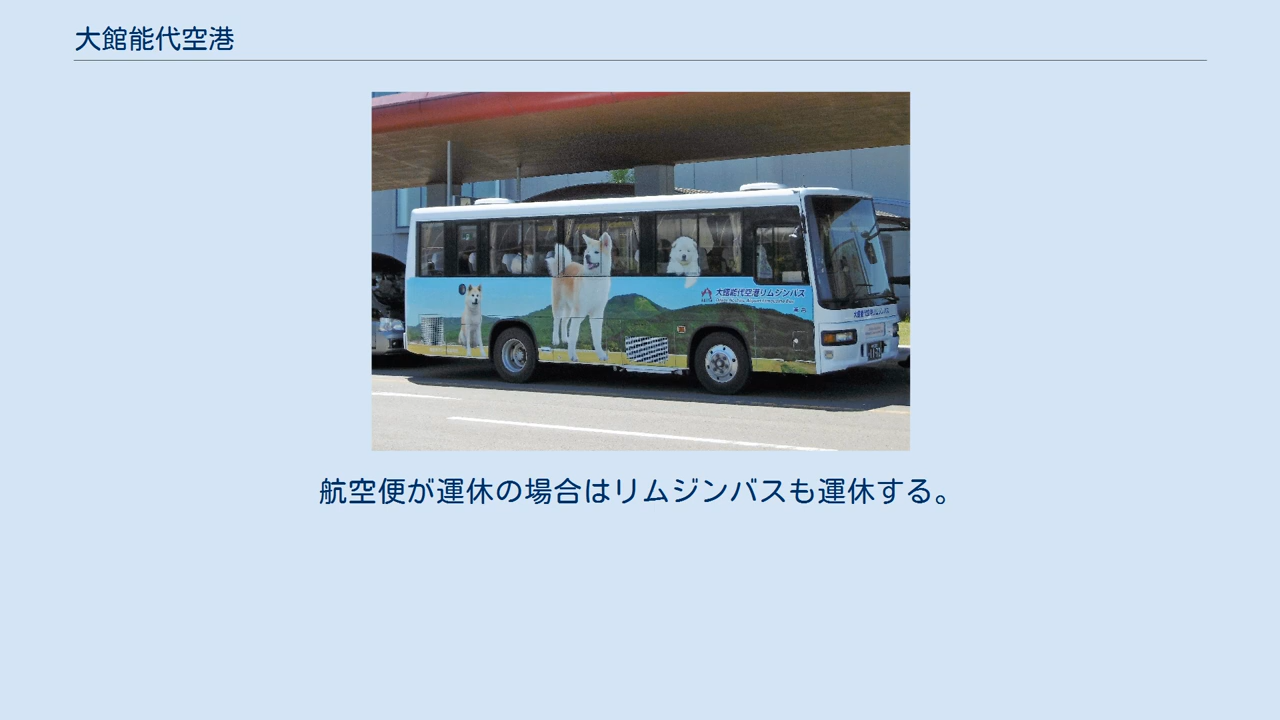 大館能代空港
大館能代空港リムジンバス
航空便が運休の場合はリムジンバスも運休する。